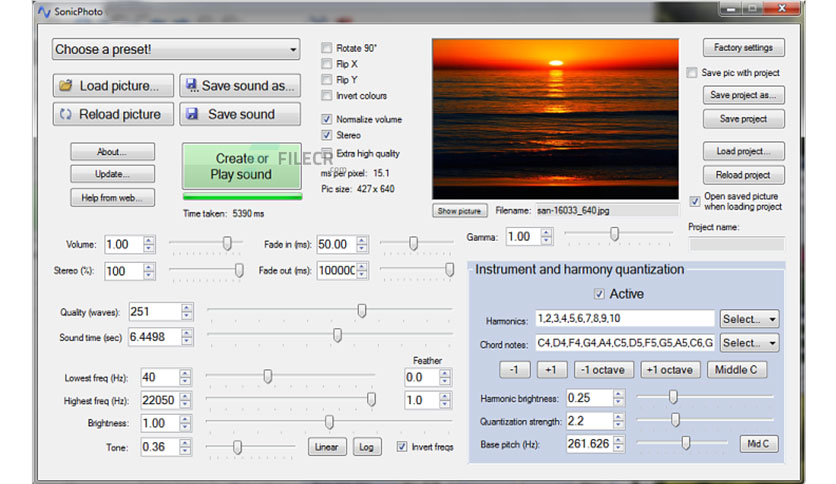 SonicPhoto
Choose a preset!
Load picture...
Save sound as...
Reload picture
Save sound
About...
Update...
Help from web...
Create or
Play sound
Time taken: 5390 ms
Rotate 90°
Flip X
Flip Y
Invert colours
Normalize volume
Stereo
Extra high quality
ms per pixel: 15.1
Pic size: 427 x 640
FILECR
.com
Show picture
Filename: san-16033_640.jpg
Factory settings
Save pic with project
Save project as...
Save project
Load project...
Reload project
Open saved picture
when loading project
Project name:
Volume: 1.00
Fade in (ms): 50.00
Gamma: 1.00
Stereo (%): 100
Fade out (ms): 10000
Quality (waves): 251
Sound time (sec) 6.4498
Feather
Lowest freq (Hz): 40
0.0
Highest freq (Hz): 22050
1.0
Brightness: 1.00
Tone: 0.36
Linear
Log
Invert freqs
Instrument and harmony quantization
Active
Harmonics: 1,2,3,4,5,6,7,8,9,10 Select...
Chord notes: C4,D4,F4,G4,A4,C5,D5,F5,G5,A5,C6,G Select...
-1 +1 -1 octave +1 octave Middle C
Harmonic brightness: 0.25
Quantization strength: 2.2
Base pitch (Hz): 261.626 Mid C